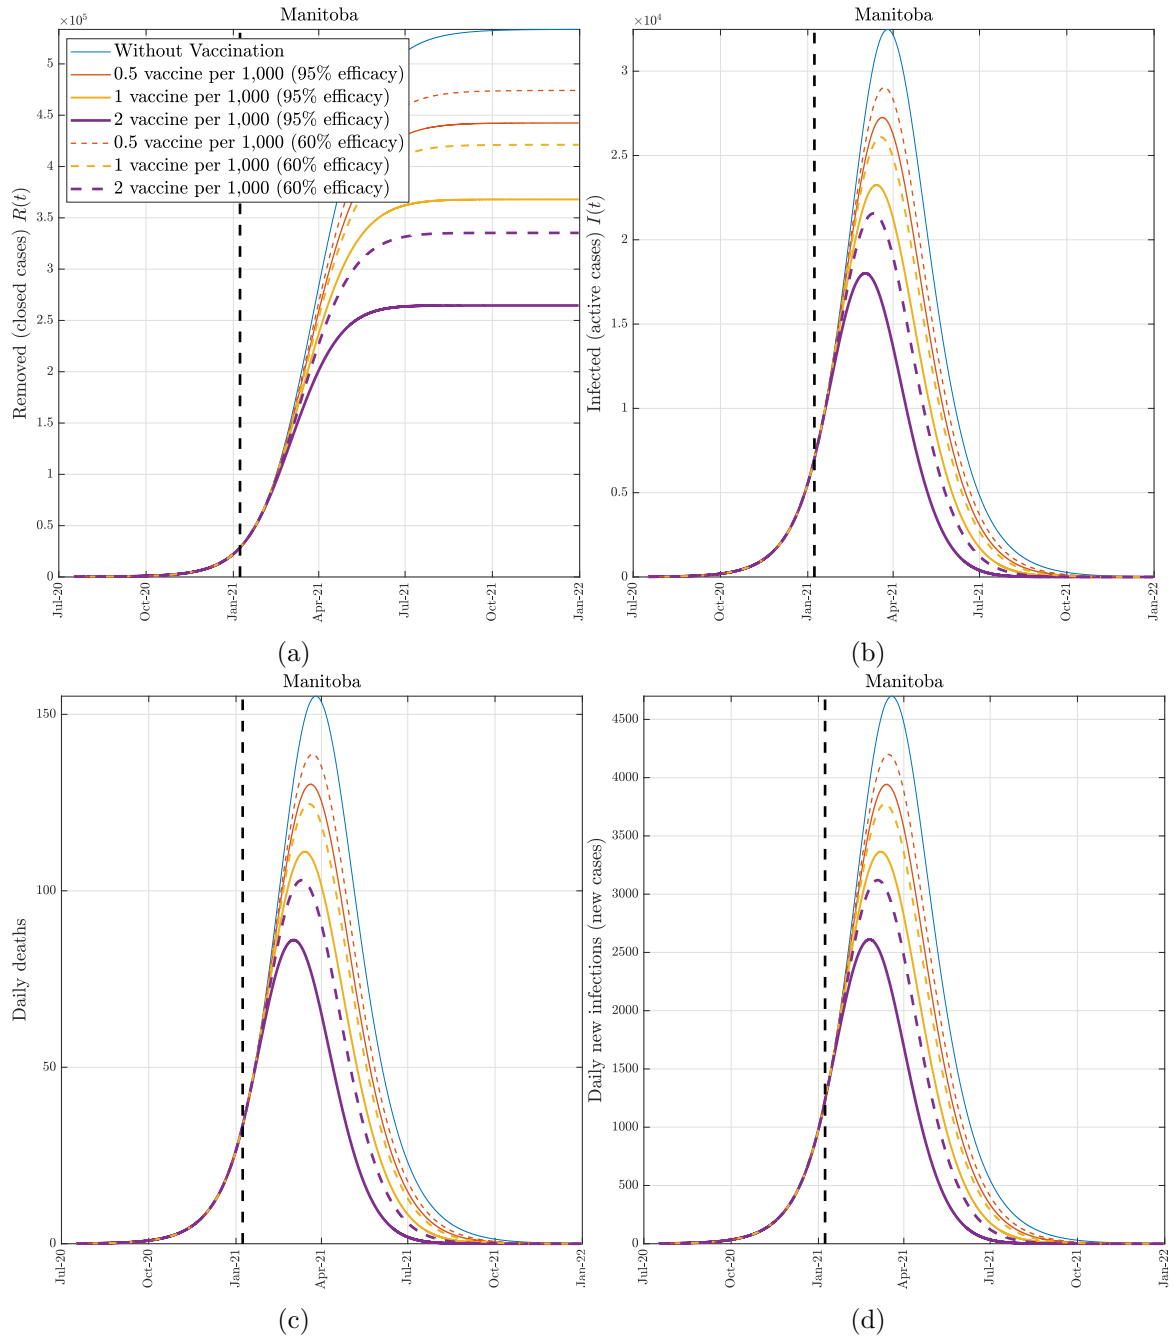 Manitoba
×10⁵
Without Vaccination
0.5 vaccine per 1,000 (95% efficacy)
1 vaccine per 1,000 (95% efficacy)
2 vaccine per 1,000 (95% efficacy)
0.5 vaccine per 1,000 (60% efficacy)
1 vaccine per 1,000 (60% efficacy)
2 vaccine per 1,000 (60% efficacy)
Removed (closed cases) R(t)
5
4.5
4
3.5
3
2.5
2
1.5
1
0.5
0
Jul-20
Oct-20
Jan-21
Apr-21
Jul-21
Oct-21
Jan-22
(a)
Manitoba
×10⁴
Infected (active cases) I(t)
3
2.5
2
1.5
1
0.5
0
Jul-20
Oct-20
Jan-21
Apr-21
Jul-21
Oct-21
Jan-22
(b)
Manitoba
Daily deaths
150
100
50
0
Jul-20
Oct-20
Jan-21
Apr-21
Jul-21
Oct-21
Jan-22
(c)
Manitoba
Daily new infections (new cases)
4500
4000
3500
3000
2500
2000
1500
1000
500
0
Jul-20
Oct-20
Jan-21
Apr-21
Jul-21
Oct-21
Jan-22
(d)